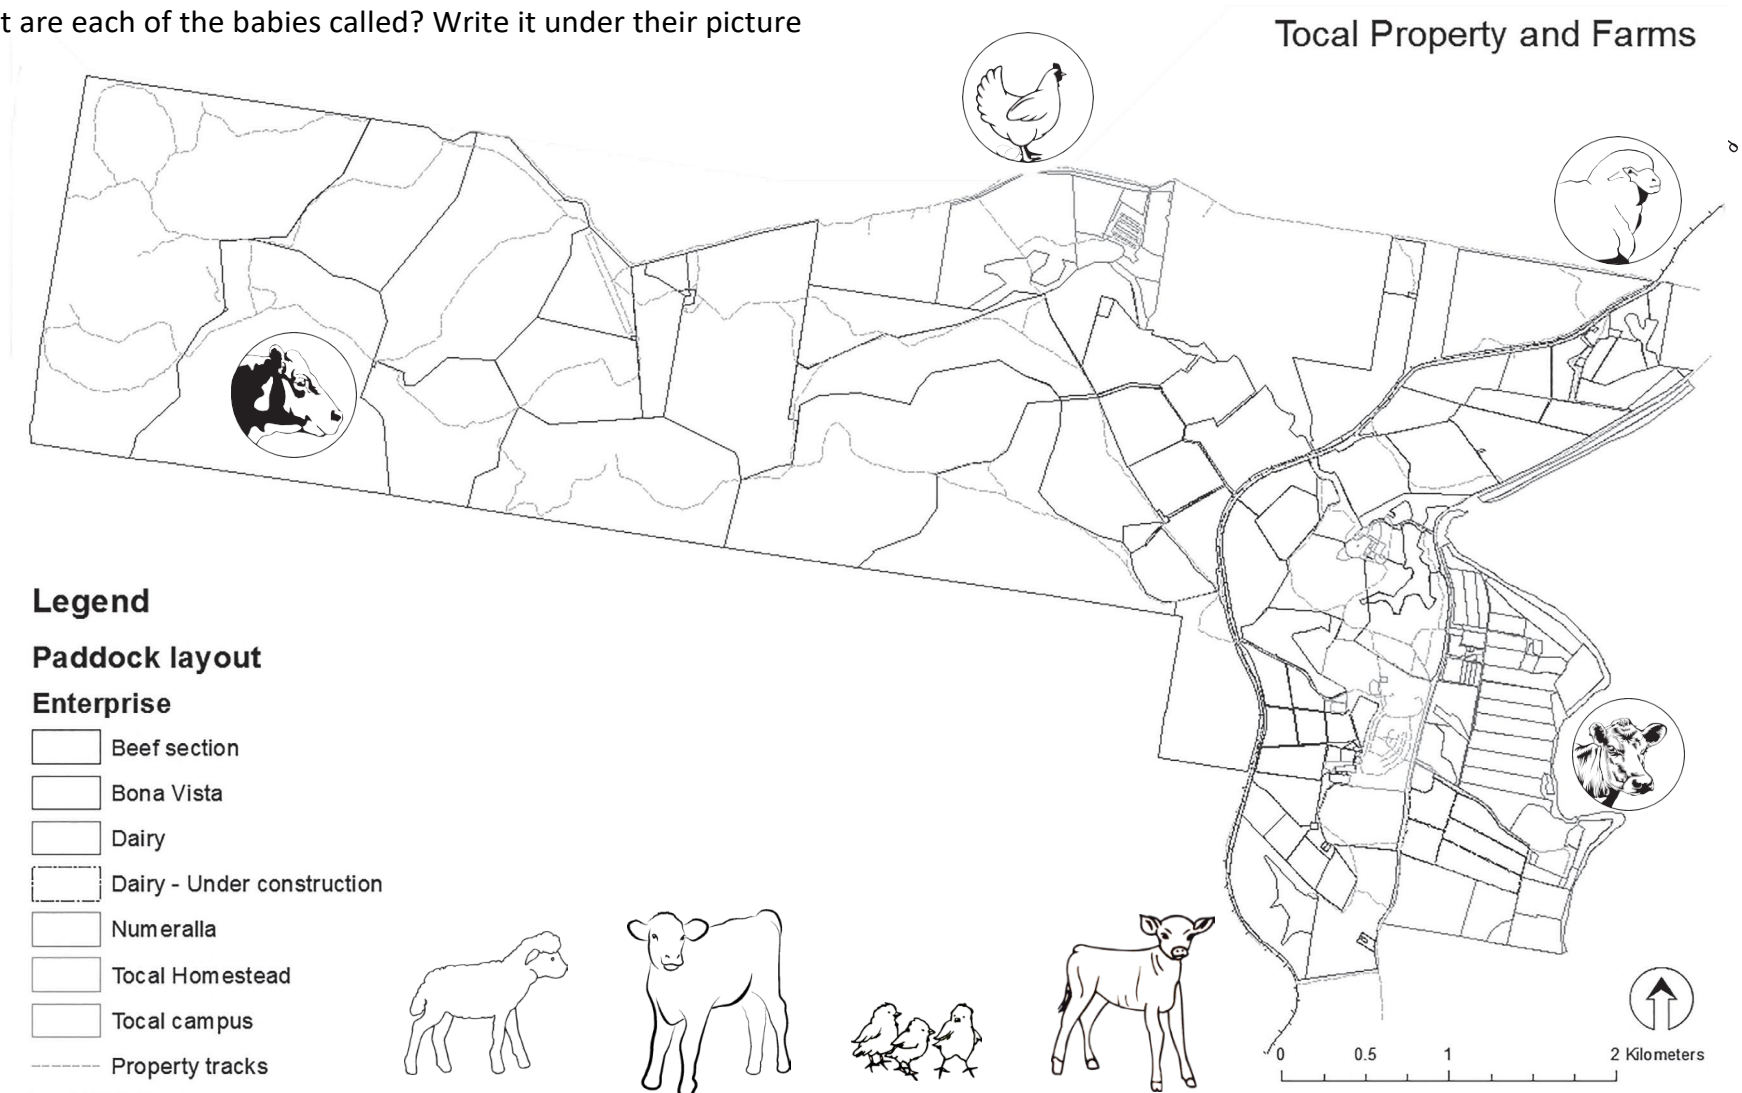 t are each of the babies called? Write it under their picture
Tocal Property and Farms
Legend
Paddock layout
Enterprise
Beef section
Bona Vista
Dairy
Dairy - Under construction
Numeralla
Tocal Homestead
Tocal campus
Property tracks
0 0.5 1 2 Kilometers